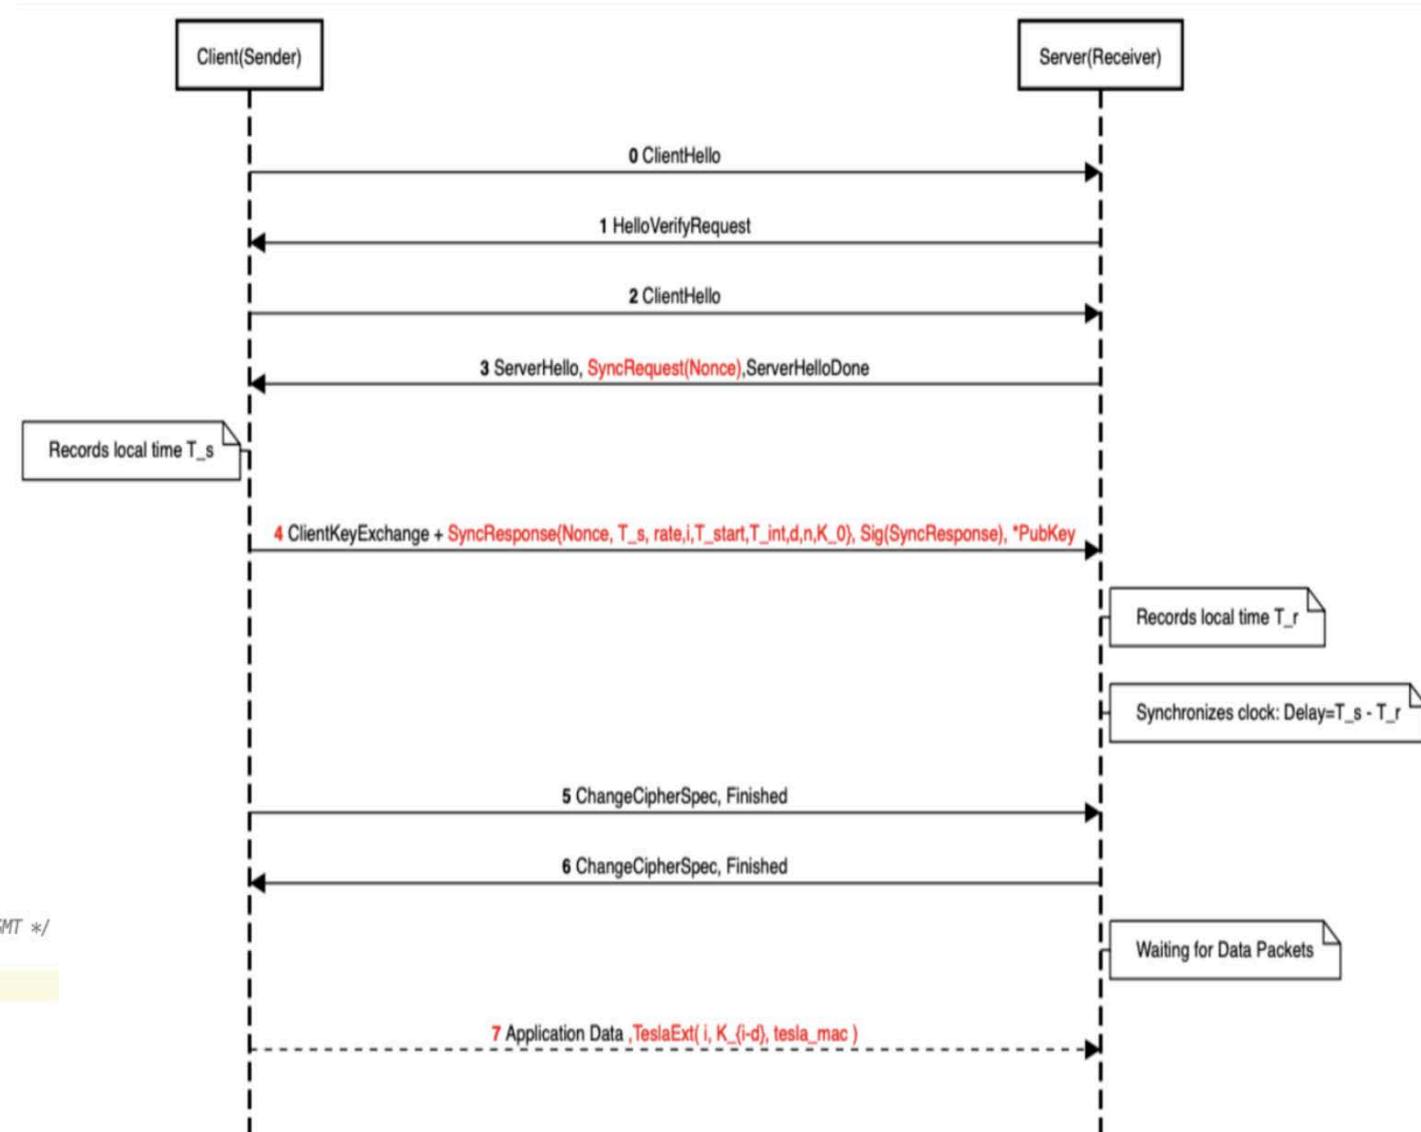 Client(Sender)
Server(Receiver)
0 ClientHello
1 HelloVerifyRequest
2 ClientHello
3 ServerHello, SyncRequest(Nonce),ServerHelloDone
Records local time T_s
4 ClientKeyExchange + SyncResponse{Nonce, T_s, rate,i,T_start,T_int,d,n,K_0}, Sig(SyncResponse), *PubKey
Records local time T_r
Synchronizes clock: Delay=T_s - T_r
5 ChangeCipherSpec, Finished
6 ChangeCipherSpec, Finished
MT */
Waiting for Data Packets
7 Application Data ,TeslaExt( i, K_{i-d}, tesla_mac )